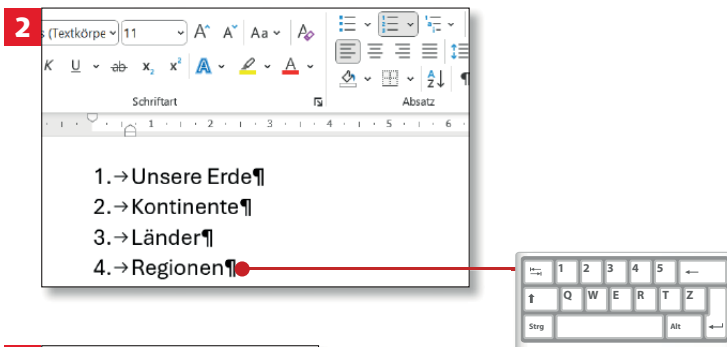 2
(Textkörpe 11 A^ A˅ Aa A
K U ab x₂ x² A A
Schriftart Absatz
1 2 3 4 5 6
1.→Unsere Erde¶
2.→Kontinente¶
3.→Länder¶
4.→Regionen¶
1 2 3 4 5 ←
Q W E R T Z
Strg Alt